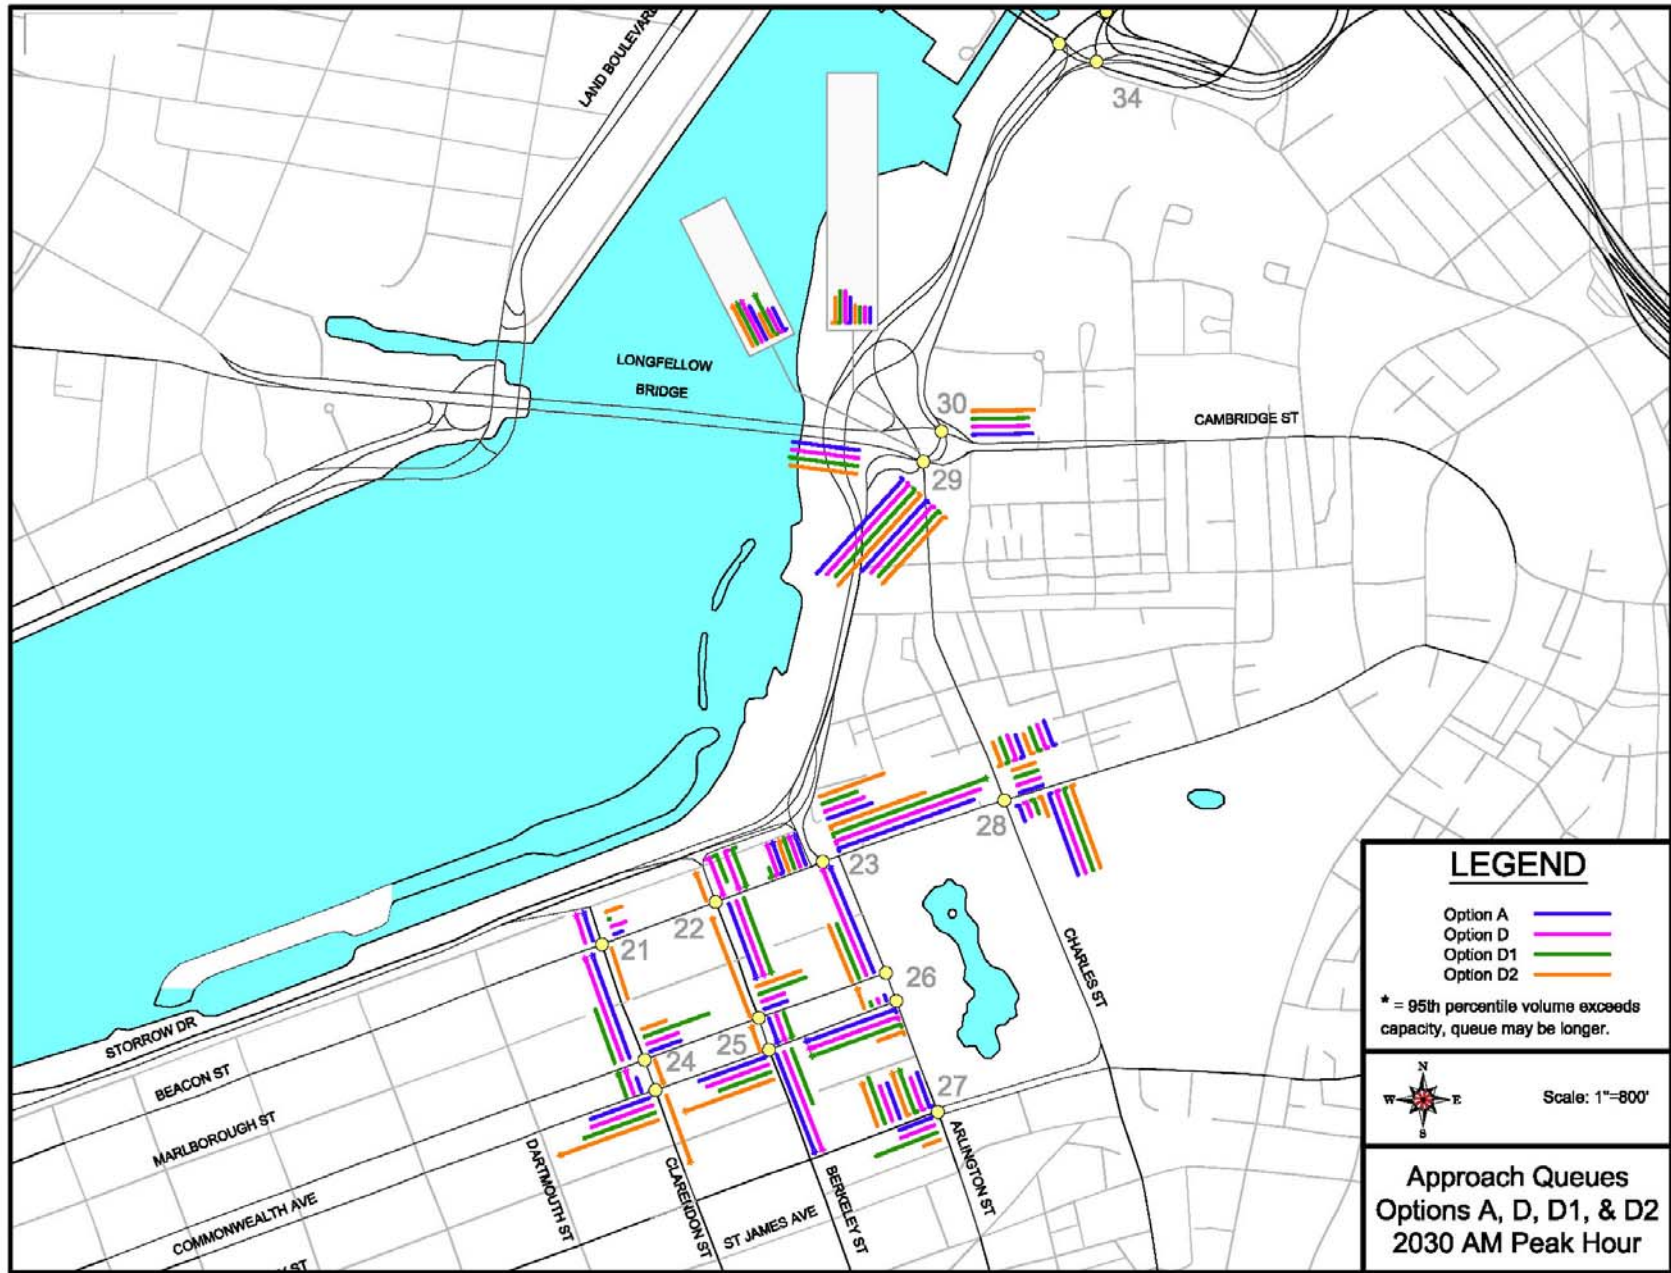 LAND BOULEVARD
34
LONGFELLOW
BRIDGE
30
CAMBRIDGE ST
29
28
23
22
21
26
24
25
27
CHARLES ST
STORROW DR
BEACON ST
MARLBOROUGH ST
COMMONWEALTH AVE
DARTMOUTH ST
CLARENDON ST
ST JAMES AVE
BERKELEY ST
ARLINGTON ST
LEGEND
Option A
Option D
Option D1
Option D2
* = 95th percentile volume exceeds
capacity, queue may be longer.
N
W E
S
Scale: 1"=800'
Approach Queues
Options A, D, D1, & D2
2030 AM Peak Hour